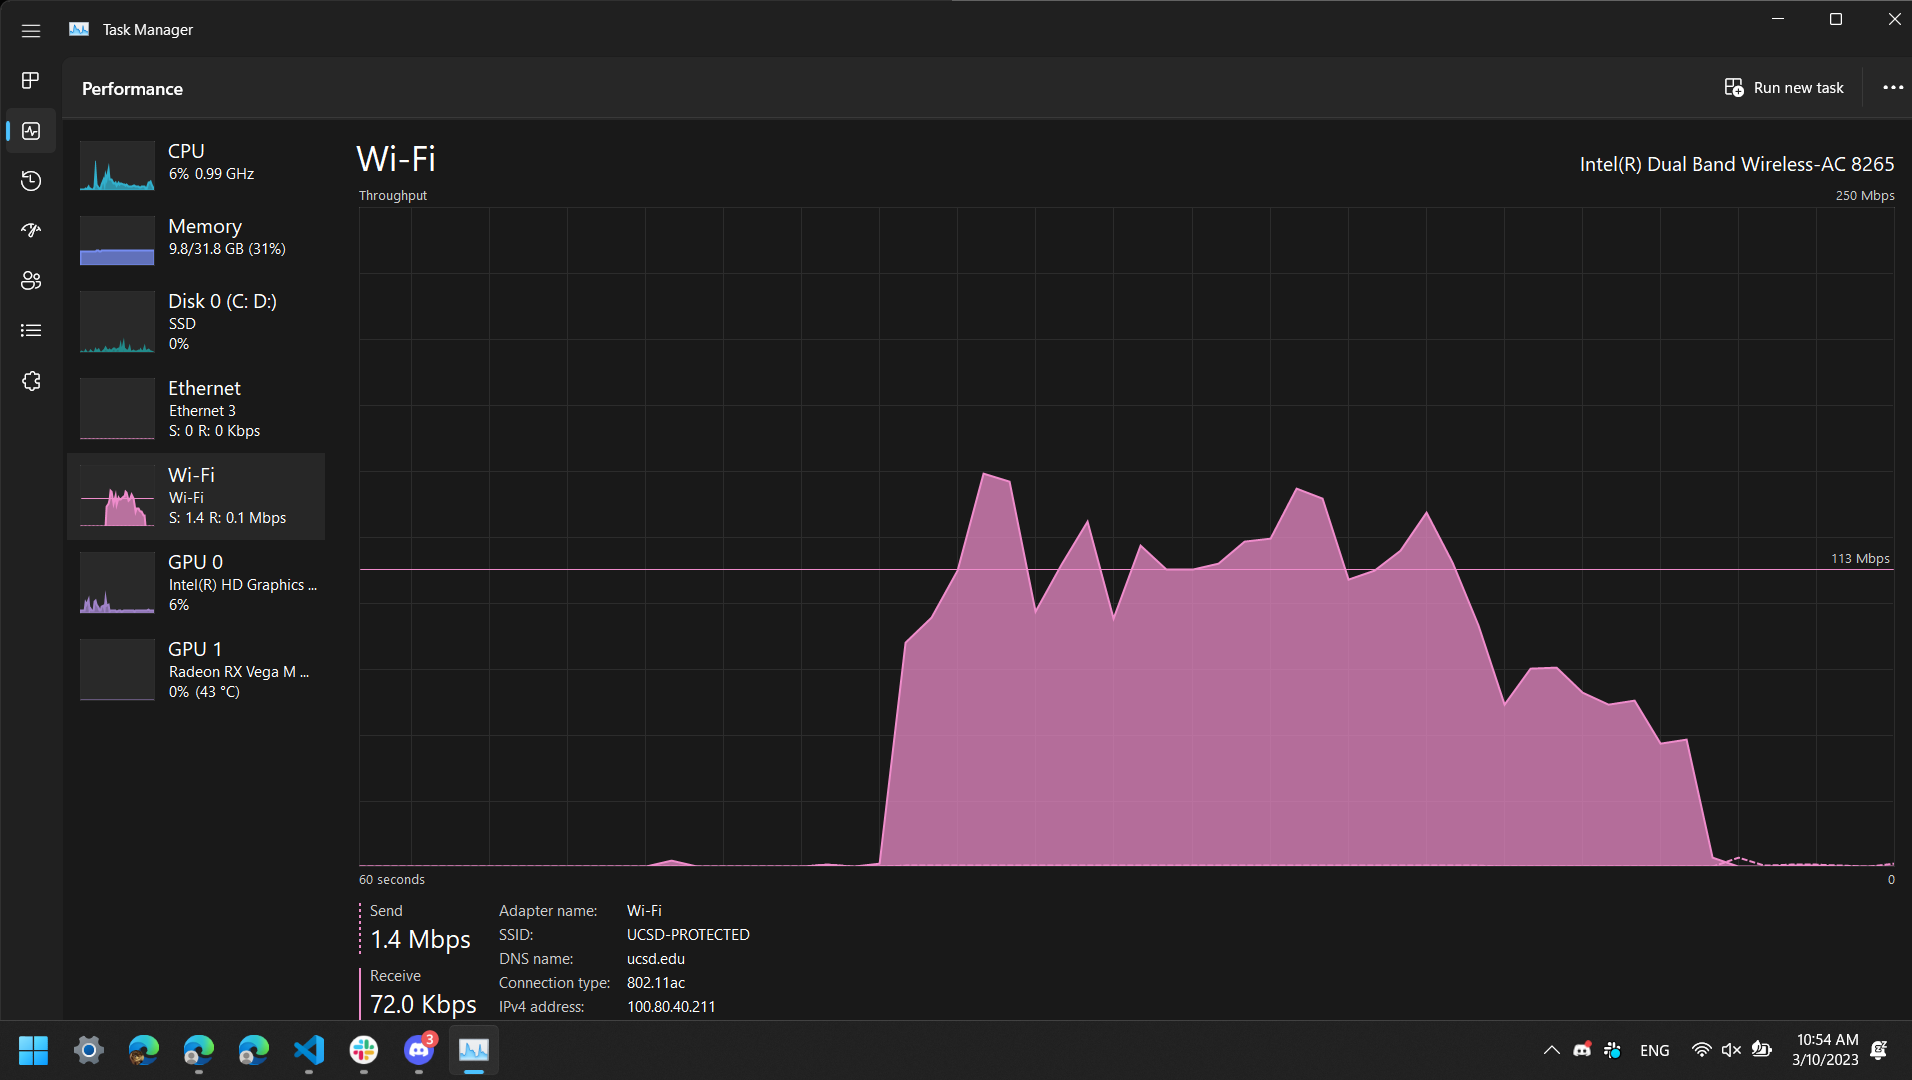 Task Manager
Performance
Run new task
CPU
6% 0.99 GHz
Memory
9.8/31.8 GB (31%)
Disk 0 (C: D:)
SSD
0%
Ethernet
Ethernet 3
S: 0 R: 0 Kbps
Wi-Fi
Wi-Fi
S: 1.4 R: 0.1 Mbps
GPU 0
Intel(R) HD Graphics ...
6%
GPU 1
Radeon RX Vega M ...
0% (43 °C)
Wi-Fi
Intel(R) Dual Band Wireless-AC 8265
Throughput
250 Mbps
113 Mbps
60 seconds
0
Send
1.4 Mbps
Receive
72.0 Kbps
Adapter name: Wi-Fi
SSID: UCSD-PROTECTED
DNS name: ucsd.edu
Connection type: 802.11ac
IPv4 address: 100.80.40.211
3
ENG
10:54 AM
3/10/2023